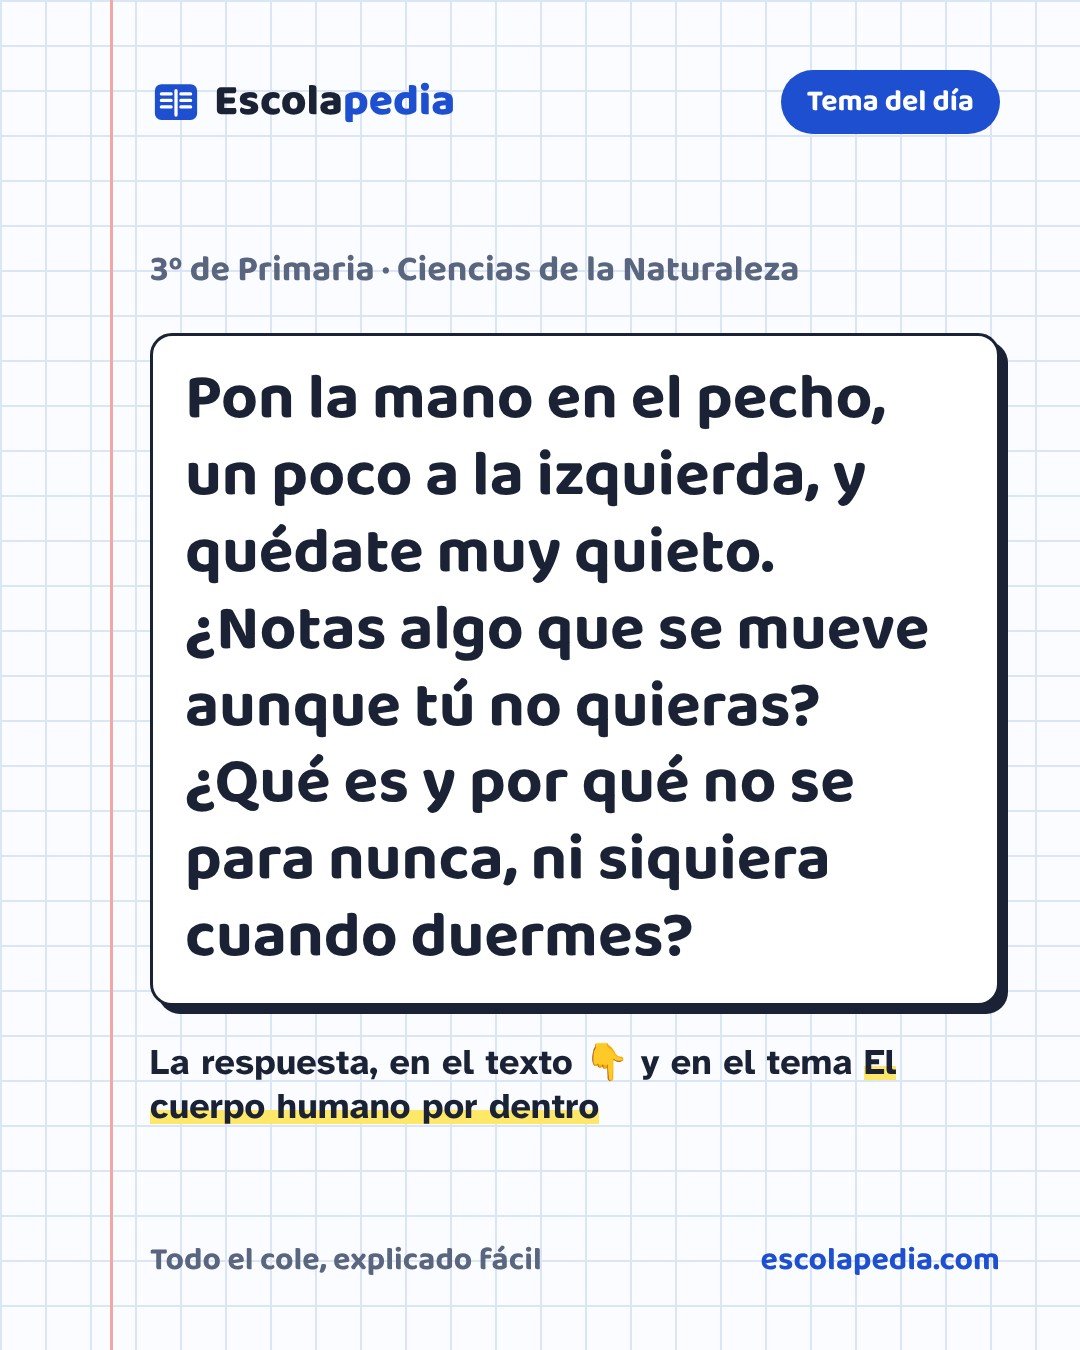 Escolapedia
Tema del día
3º de Primaria · Ciencias de la Naturaleza
Pon la mano en el pecho,
un poco a la izquierda, y
quédate muy quieto.
¿Notas algo que se mueve
aunque tú no quieras?
¿Qué es y por qué no se
para nunca, ni siquiera
cuando duermes?
La respuesta, en el texto 👇 y en el tema El
cuerpo humano por dentro
Todo el cole, explicado fácil
escolapedia.com